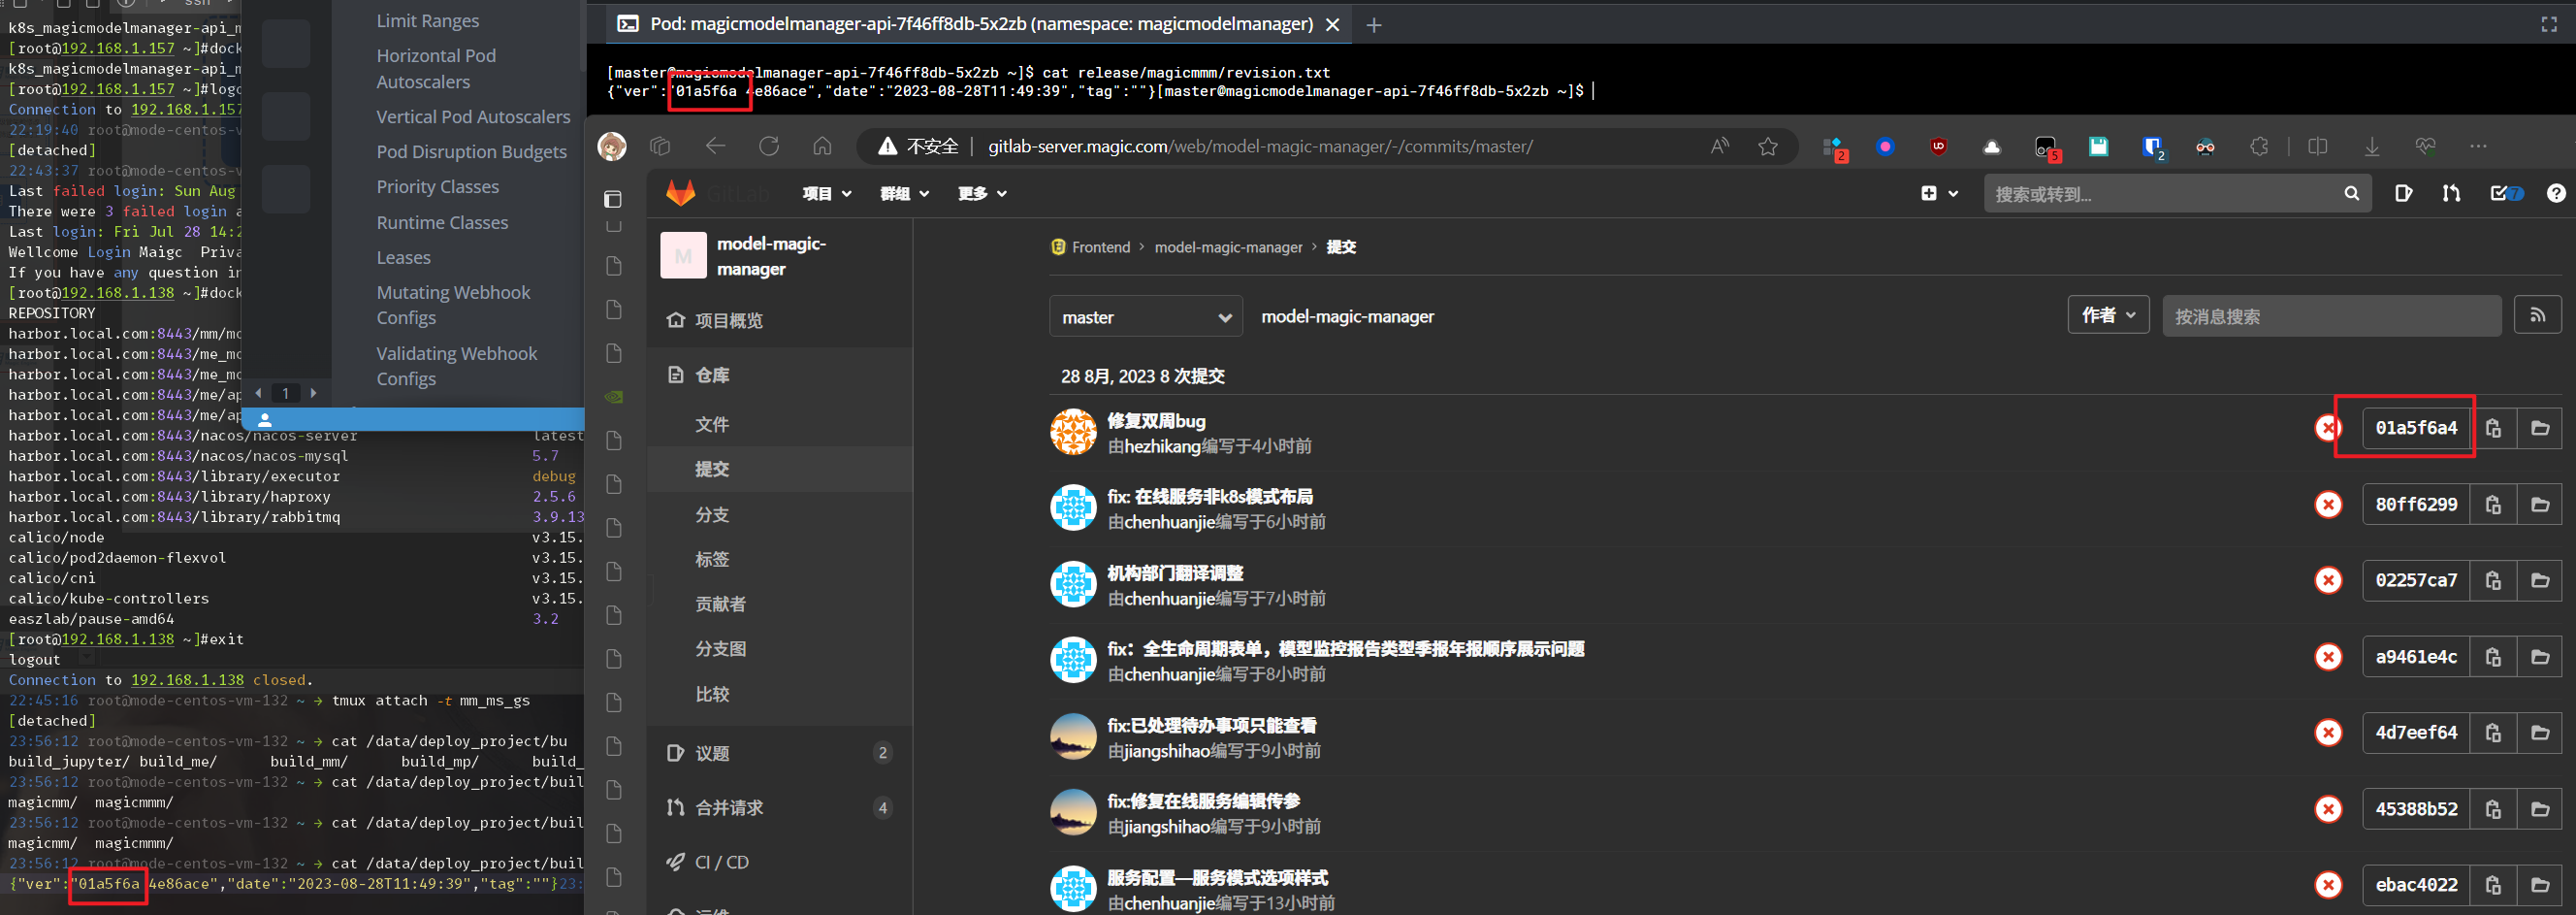 ssh
k8s_magicmodelmanager-api_m
[root@192.168.1.157 ~]#dock
k8s_magicmodelmanager-api_m
[root@192.168.1.157 ~]#logo
Connection to 192.168.1.157
22:19:40 root@mode-centos-v
[detached]
22:43:37 root@mode-centos-v
Last failed login: Sun Aug
There were 3 failed login a
Last login: Fri Jul 28 14:2
Wellcome Login Maigc  Priva
If you have any question in
[root@192.168.1.138 ~]#dock
REPOSITORY
harbor.local.com:8443/mm/mo
harbor.local.com:8443/me_mo
harbor.local.com:8443/me_mo
harbor.local.com:8443/me/ap
harbor.local.com:8443/me/ap
harbor.local.com:8443/nacos/nacos-server latest
harbor.local.com:8443/nacos/nacos-mysql 5.7
harbor.local.com:8443/library/executor debug
harbor.local.com:8443/library/haproxy 2.5.6
harbor.local.com:8443/library/rabbitmq 3.9.13
calico/node v3.15.
calico/pod2daemon-flexvol v3.15.
calico/cni v3.15.
calico/kube-controllers v3.15.
easzlab/pause-amd64 3.2
[root@192.168.1.138 ~]#exit
logout
Connection to 192.168.1.138 closed.
22:45:16 root@mode-centos-vm-132 ~ → tmux attach -t mm_ms_gs
[detached]
23:56:12 root@mode-centos-vm-132 ~ → cat /data/deploy_project/bu
build_jupyter/ build_me/ build_mm/ build_mp/ build_
23:56:12 root@mode-centos-vm-132 ~ → cat /data/deploy_project/buil
magicmm/ magicmmm/
23:56:12 root@mode-centos-vm-132 ~ → cat /data/deploy_project/buil
magicmm/ magicmmm/
23:56:12 root@mode-centos-vm-132 ~ → cat /data/deploy_project/buil
{"ver":"01a5f6a 4e86ace","date":"2023-08-28T11:49:39","tag":""}23:
Limit Ranges
Horizontal Pod
Autoscalers
Vertical Pod Autoscalers
Pod Disruption Budgets
Priority Classes
Runtime Classes
Leases
Mutating Webhook
Configs
Validating Webhook
Configs
1
Pod: magicmodelmanager-api-7f46ff8db-5x2zb (namespace: magicmodelmanager)
[master@magicmodelmanager-api-7f46ff8db-5x2zb ~]$ cat release/magicmmm/revision.txt
{"ver":"01a5f6a 4e86ace","date":"2023-08-28T11:49:39","tag":""}[master@magicmodelmanager-api-7f46ff8db-5x2zb ~]$
不安全 | gitlab-server.magic.com/web/model-magic-manager/-/commits/master/
2
5
2
GitLab 项目 群组 更多 搜索或转到... 7
M
model-magic-
manager
项目概览
仓库
文件
提交
分支
标签
贡献者
分支图
比较
议题 2
合并请求 4
CI / CD
运维
Frontend › model-magic-manager › 提交
master model-magic-manager 作者 按消息搜索
28 8月, 2023 8 次提交
修复双周bug
由hezhikang编写于4小时前
01a5f6a4
fix: 在线服务非k8s模式布局
由chenhuanjie编写于6小时前
80ff6299
机构部门翻译调整
由chenhuanjie编写于7小时前
02257ca7
fix：全生命周期表单，模型监控报告类型季报年报顺序展示问题
由chenhuanjie编写于8小时前
a9461e4c
fix:已处理待办事项只能查看
由jiangshihao编写于9小时前
4d7eef64
fix:修复在线服务编辑传参
由jiangshihao编写于9小时前
45388b52
服务配置—服务模式选项样式
由chenhuanjie编写于13小时前
ebac4022